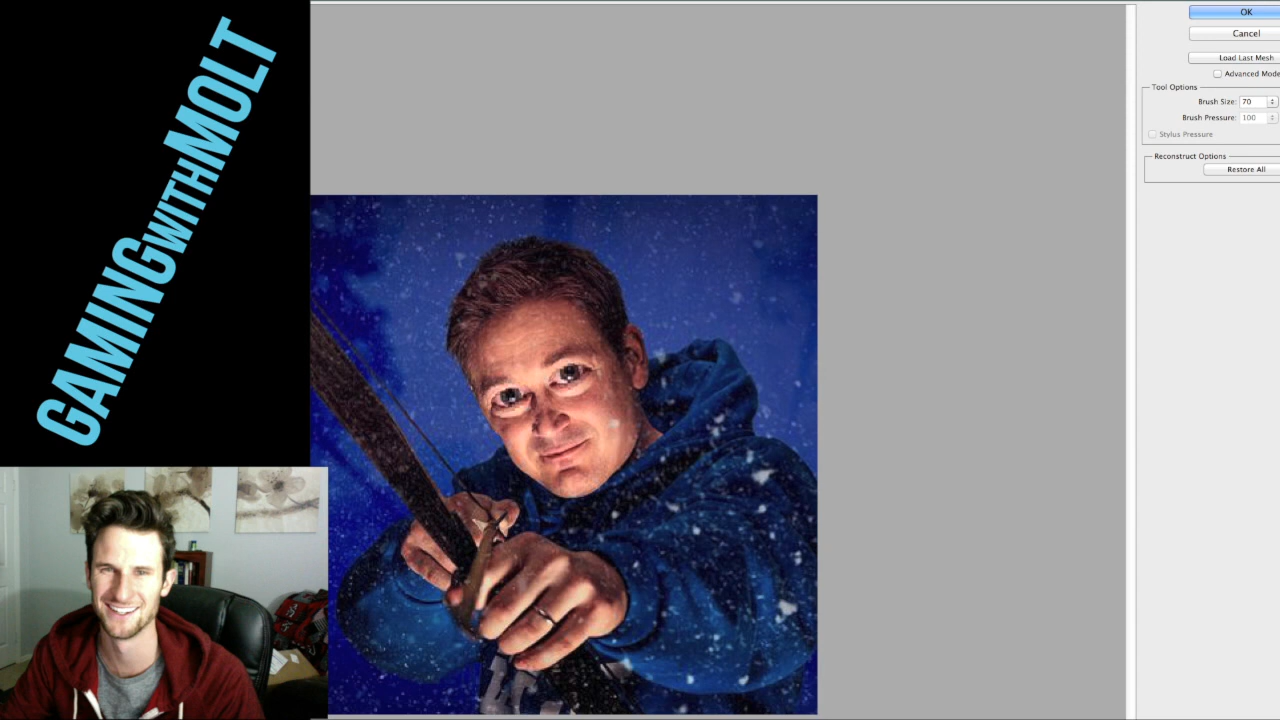 GAMINGWITHMOLT
OK
Cancel
Load Last Mesh
Advanced Mode
Tool Options
Brush Size: 70
Brush Pressure: 100
Stylus Pressure
Reconstruct Options
Restore All